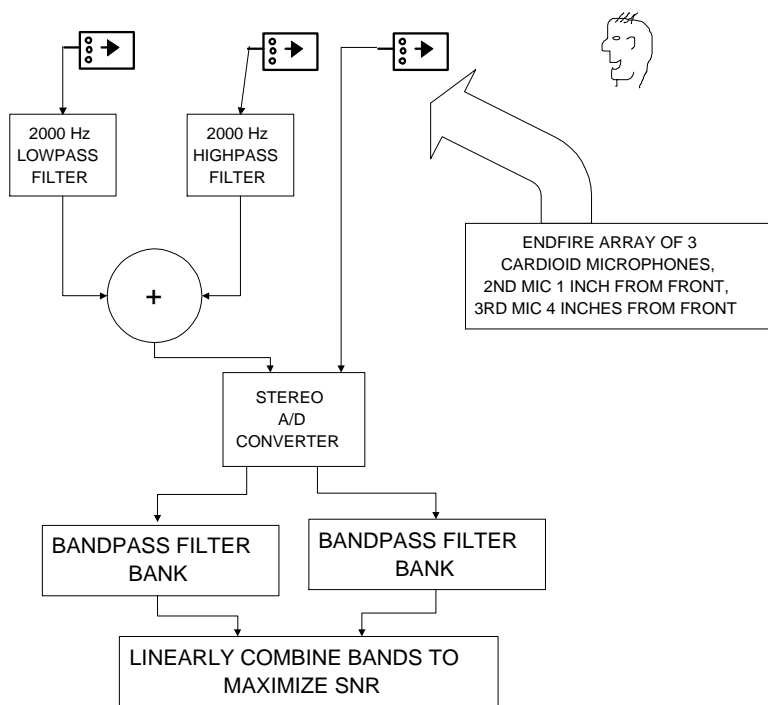 2000 Hz
LOWPASS
FILTER
2000 Hz
HIGHPASS
FILTER
ENDFIRE ARRAY OF 3
CARDIOID MICROPHONES,
2ND MIC 1 INCH FROM FRONT,
3RD MIC 4 INCHES FROM FRONT
+
STEREO
A/D
CONVERTER
BANDPASS FILTER
BANK
BANDPASS FILTER
BANK
LINEARLY COMBINE BANDS TO
MAXIMIZE SNR